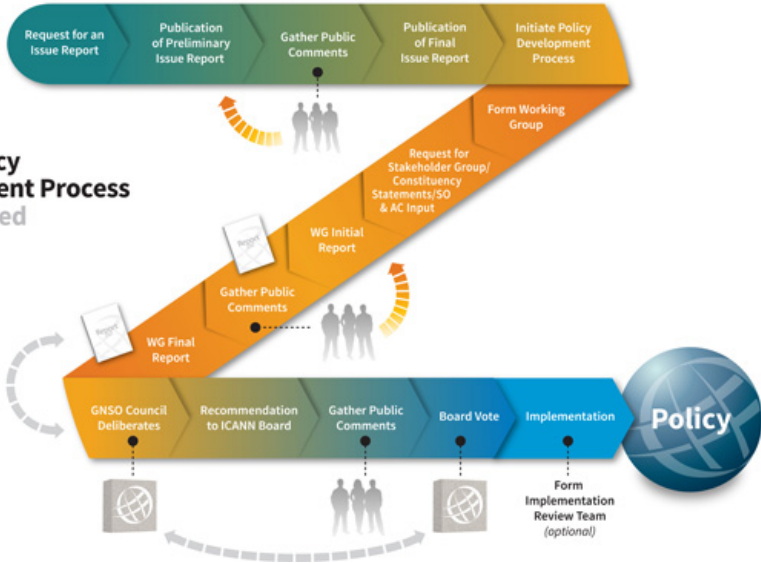 Request for an
Issue Report
Publication
of Preliminary
Issue Report
Gather Public
Comments
Publication
of Final
Issue Report
Initiate Policy
Development
Process
Form Working
Group
Request for
Stakeholder Group/
Constituency
Statements/SO
& AC Input
cy
ent Process
ed
WG Initial
Report
Report
Gather Public
Comments
Report
WG Final
Report
GNSO Council
Deliberates
Recommendation
to ICANN Board
Gather Public
Comments
Board Vote
Implementation
Policy
Form
Implementation
Review Team
(optional)